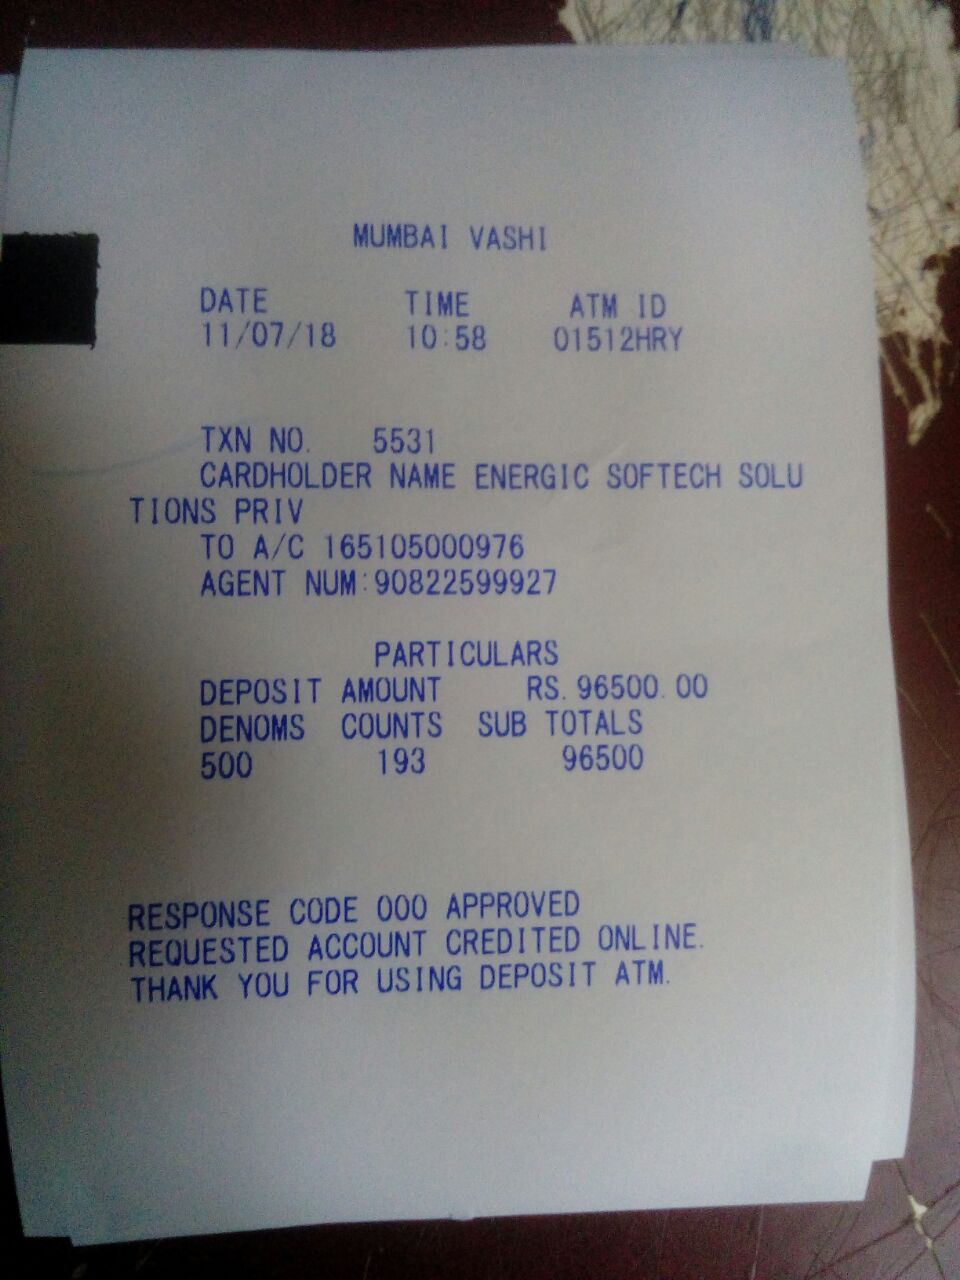 MUMBAI VASHI
DATE TIME ATM ID
11/07/18 10:58 01512HRY
TXN NO. 5531
CARDHOLDER NAME ENERGIC SOFTECH SOLU
TIONS PRIV
TO A/C 165105000976
AGENT NUM:90822599927
PARTICULARS
DEPOSIT AMOUNT RS.96500.00
DENOMS COUNTS SUB TOTALS
500 193 96500
RESPONSE CODE 000 APPROVED
REQUESTED ACCOUNT CREDITED ONLINE.
THANK YOU FOR USING DEPOSIT ATM.